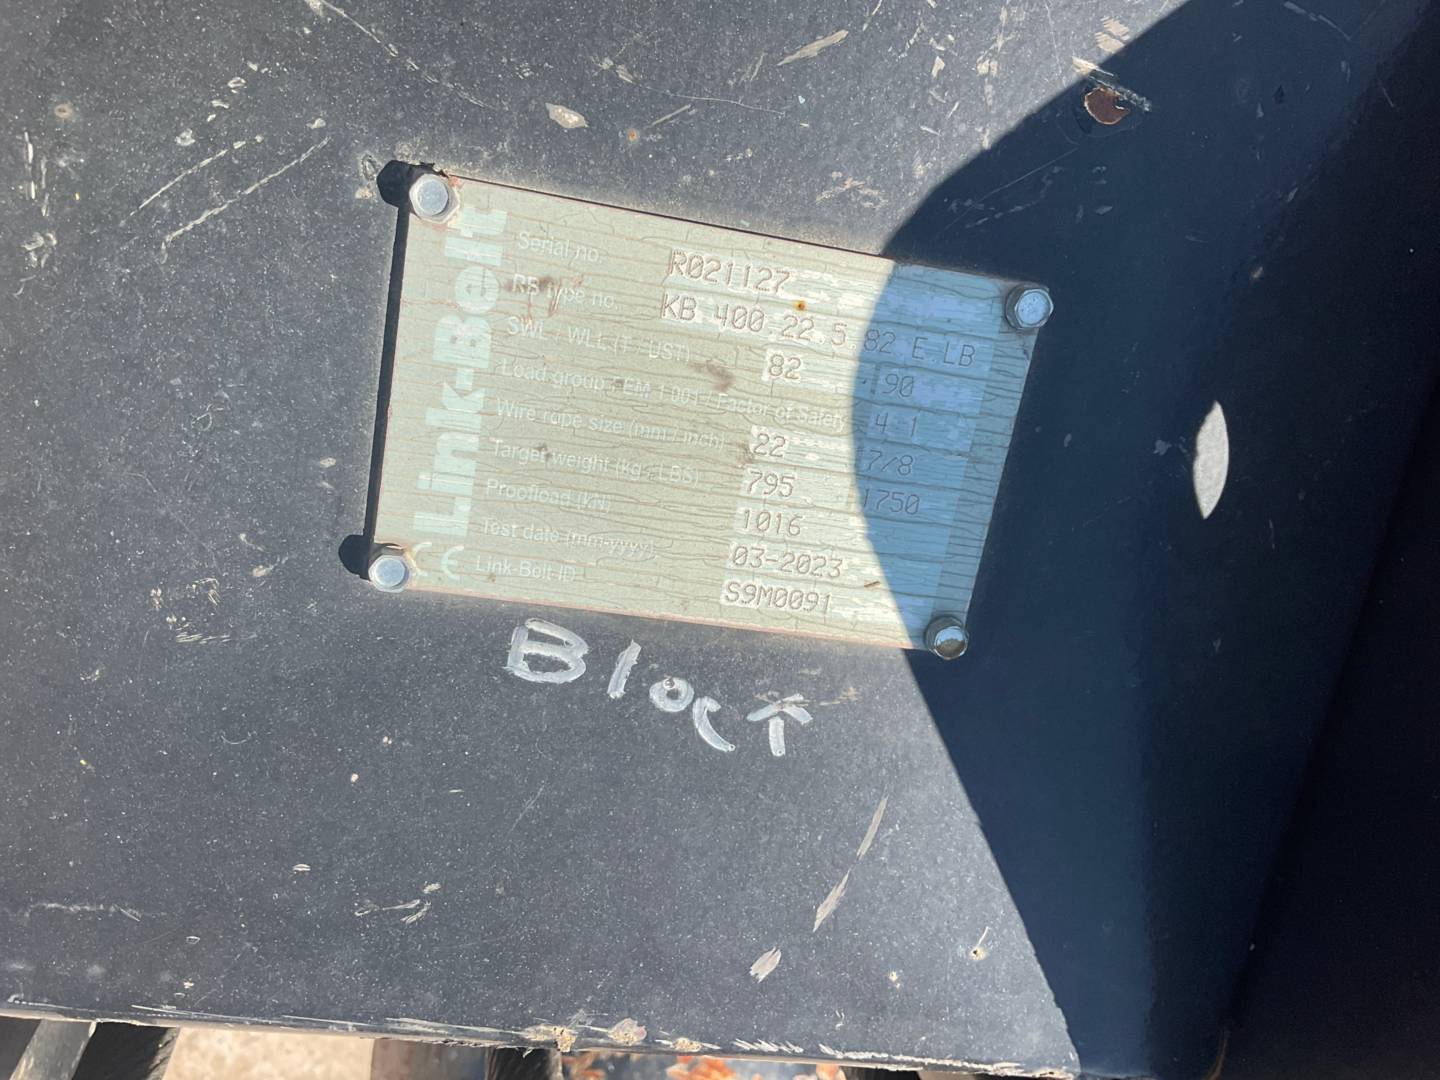 Link-Belt
Serial no. R021127
RB type no. KB 400 22.5 82 E LB
SWL / WLL (T / UST) 82 90
Load group FEM 1.001 / Factor of Safety 4:1
Wire rope size (mm / inch) 22 7/8
Target weight (kg / LBS) 795 1750
Proofload (kN) 1016
Test date (mm-yyyy) 03-2023
Link-Belt ID S9M0091
CE
Block